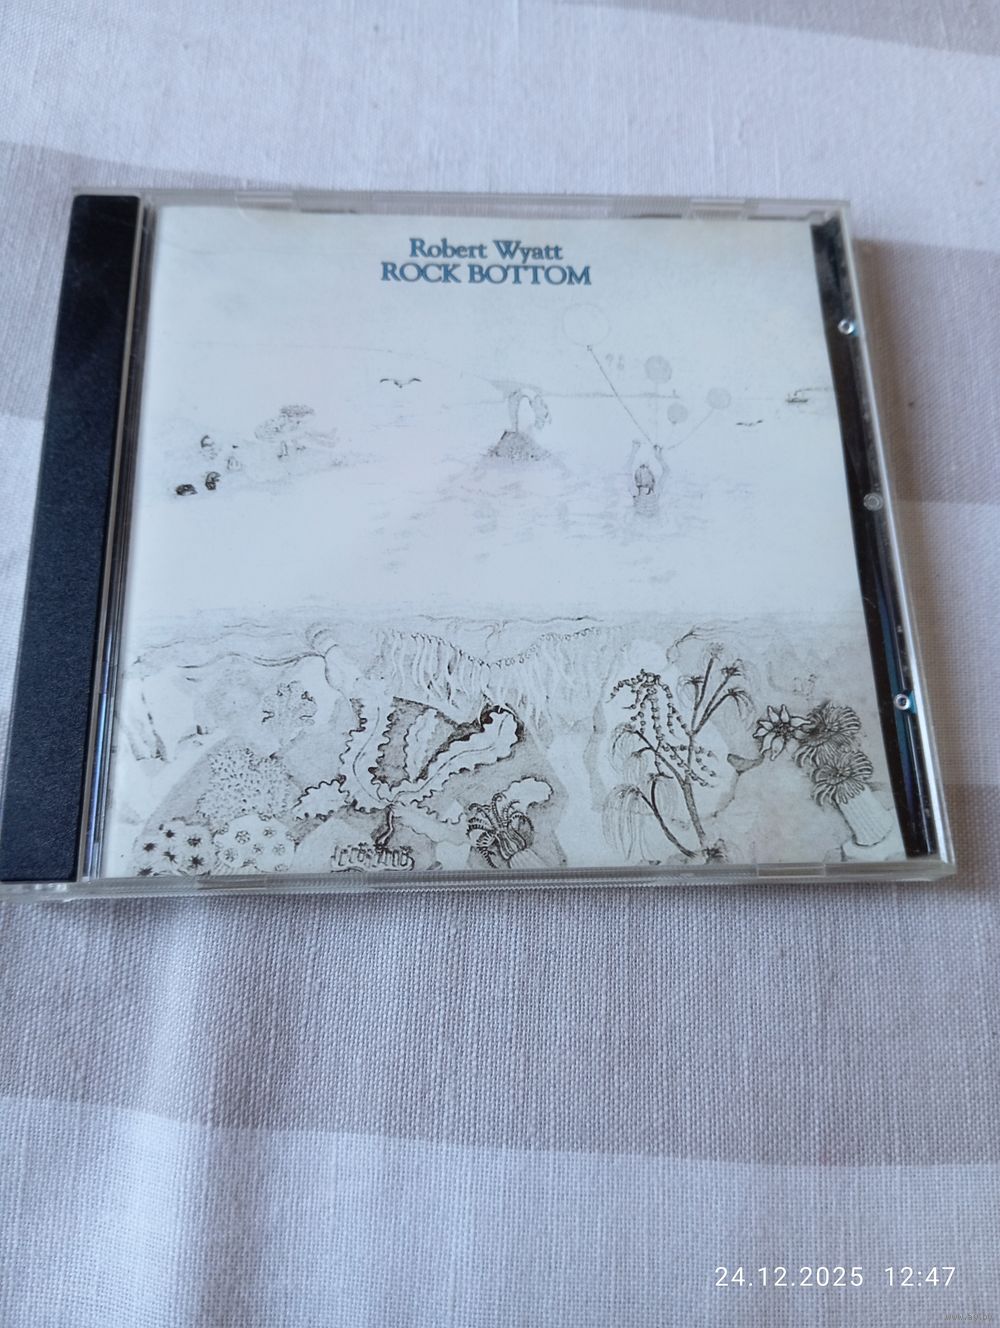 Robert Wyatt
ROCK BOTTOM
24.12.2025 12:47